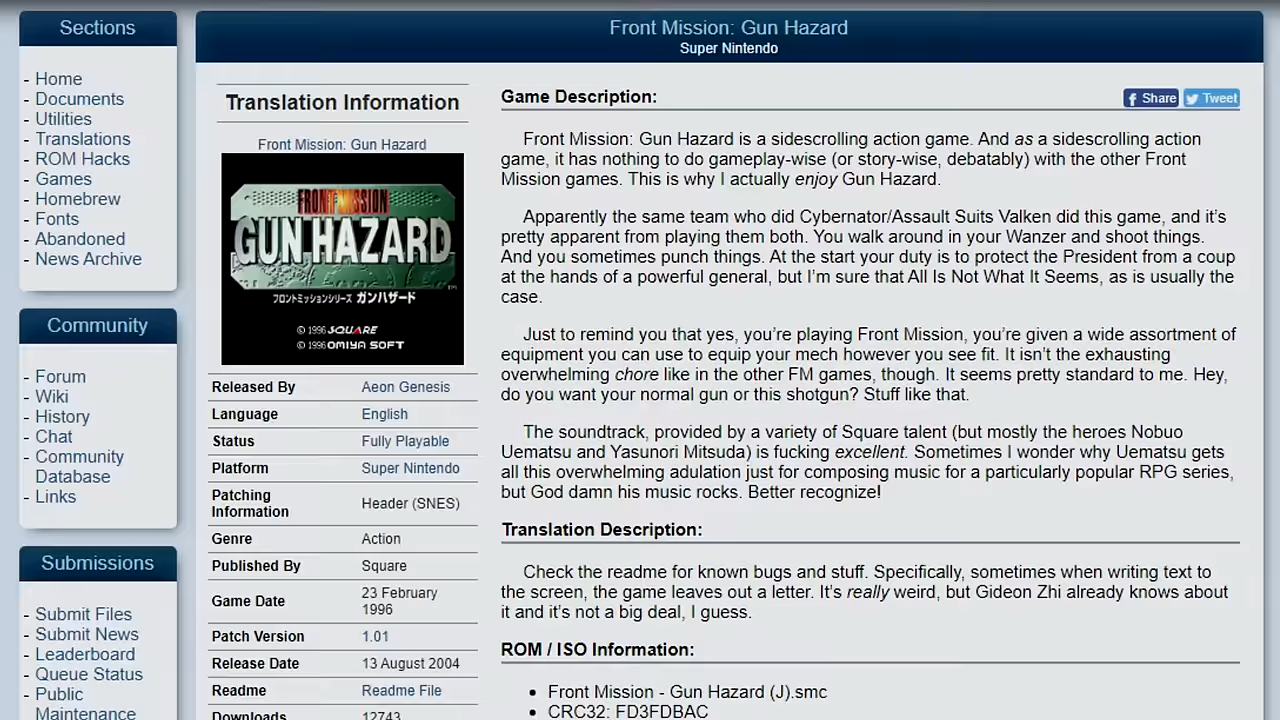 Sections
- Home
- Documents
- Utilities
- Translations
- ROM Hacks
- Games
- Homebrew
- Fonts
- Abandoned
- News Archive
Community
- Forum
- Wiki
- History
- Chat
- Community
Database
- Links
Submissions
- Submit Files
- Submit News
- Leaderboard
- Queue Status
- Public
Maintenance
Front Mission: Gun Hazard
Super Nintendo
Translation Information
Front Mission: Gun Hazard
FRONT MISSION
GUN HAZARD
TM
フロントミッションシリーズ ガンハザード
© 1996 SQUARE
© 1996 OMIYA SOFT
Released By Aeon Genesis
Language English
Status Fully Playable
Platform Super Nintendo
Patching
Information Header (SNES)
Genre Action
Published By Square
Game Date 23 February
1996
Patch Version 1.01
Release Date 13 August 2004
Readme Readme File
Downloads 12743
Game Description:
Share Tweet
Front Mission: Gun Hazard is a sidescrolling action game. And as a sidescrolling action
game, it has nothing to do gameplay-wise (or story-wise, debatably) with the other Front
Mission games. This is why I actually enjoy Gun Hazard.
Apparently the same team who did Cybernator/Assault Suits Valken did this game, and it’s
pretty apparent from playing them both. You walk around in your Wanzer and shoot things.
And you sometimes punch things. At the start your duty is to protect the President from a coup
at the hands of a powerful general, but I’m sure that All Is Not What It Seems, as is usually the
case.
Just to remind you that yes, you’re playing Front Mission, you’re given a wide assortment of
equipment you can use to equip your mech however you see fit. It isn’t the exhausting
overwhelming chore like in the other FM games, though. It seems pretty standard to me. Hey,
do you want your normal gun or this shotgun? Stuff like that.
The soundtrack, provided by a variety of Square talent (but mostly the heroes Nobuo
Uematsu and Yasunori Mitsuda) is fucking excellent. Sometimes I wonder why Uematsu gets
all this overwhelming adulation just for composing music for a particularly popular RPG series,
but God damn his music rocks. Better recognize!
Translation Description:
Check the readme for known bugs and stuff. Specifically, sometimes when writing text to
the screen, the game leaves out a letter. It’s really weird, but Gideon Zhi already knows about
it and it’s not a big deal, I guess.
ROM / ISO Information:
• Front Mission - Gun Hazard (J).smc
• CRC32: FD3FDBAC